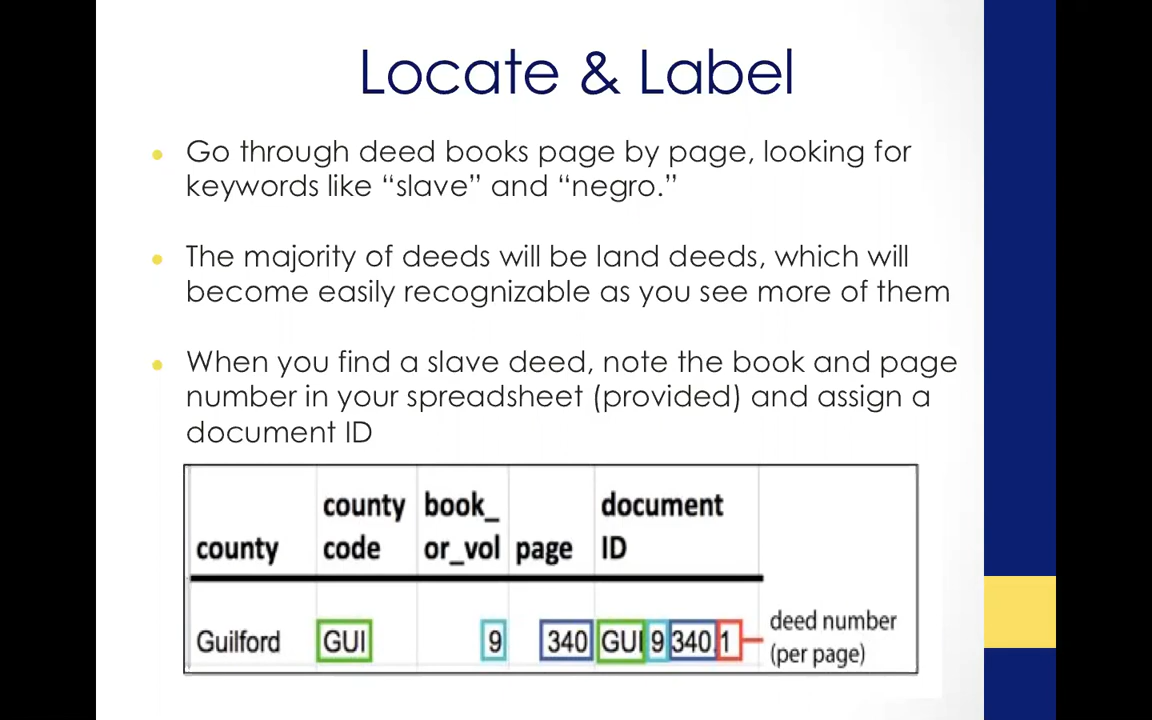 Locate & Label
Go through deed books page by page, looking for
keywords like “slave” and “negro.”
The majority of deeds will be land deeds, which will
become easily recognizable as you see more of them
When you find a slave deed, note the book and page
number in your spreadsheet (provided) and assign a
document ID
county county code book_or_vol page document ID
Guilford GUI 9 340 GUI 9 340.1 deed number
(per page)